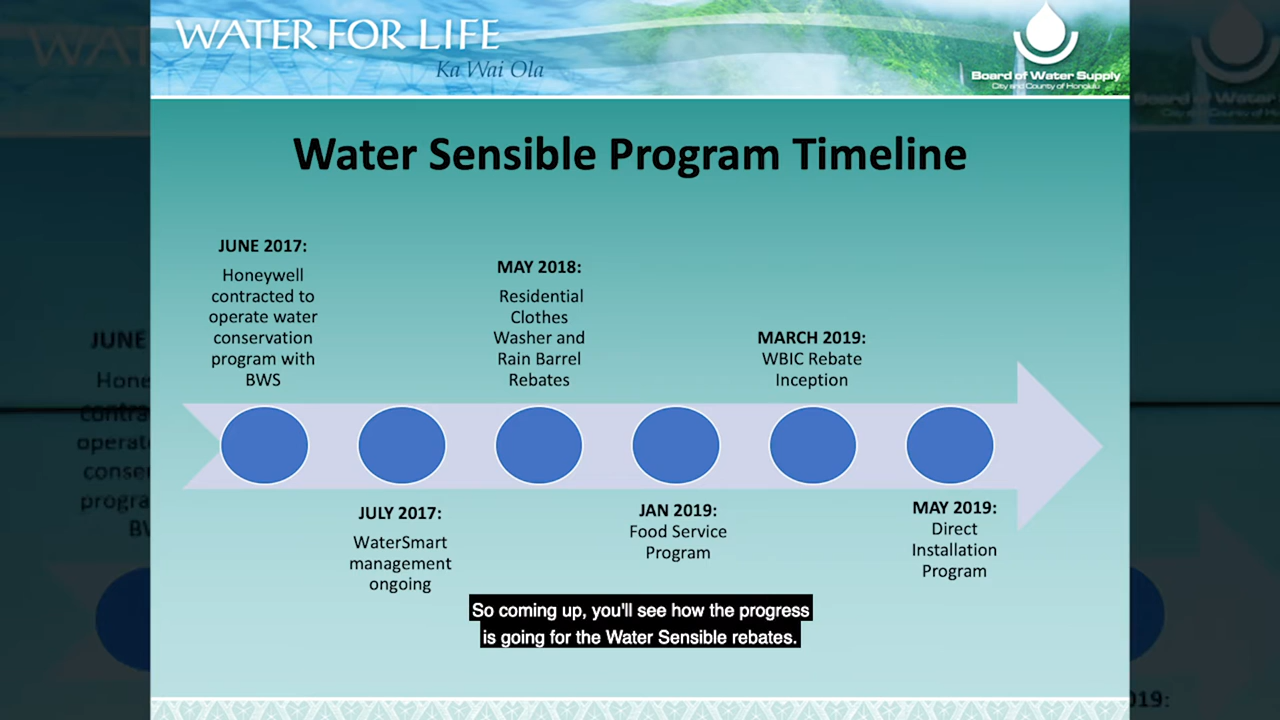 WATER FOR LIFE
Ka Wai Ola
Board of Water Supply
City and County of Honolulu
Water Sensible Program Timeline
JUNE 2017:
Honeywell
contracted to
operate water
conservation
program with
BWS
MAY 2018:
Residential
Clothes
Washer and
Rain Barrel
Rebates
MARCH 2019:
WBIC Rebate
Inception
JULY 2017:
WaterSmart
management
ongoing
JAN 2019:
Food Service
Program
MAY 2019:
Direct
Installation
Program
So coming up, you'll see how the progress
is going for the Water Sensible rebates.